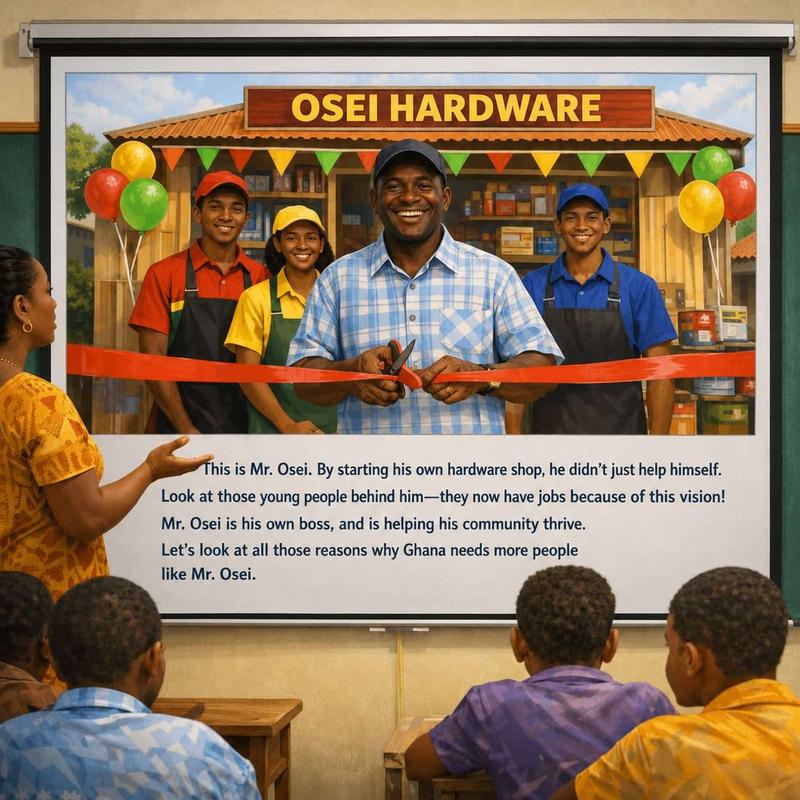 OSEI HARDWARE
This is Mr. Osei. By starting his own hardware shop, he didn't just help himself.
Look at those young people behind him—they now have jobs because of this vision!
Mr. Osei is his own boss, and is helping his community thrive.
Let's look at all those reasons why Ghana needs more people
like Mr. Osei.